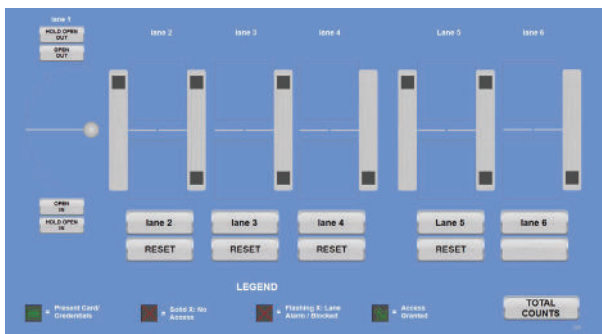 lane 1
HOLD OPEN
OUT
OPEN
OUT
lane 2
lane 3
lane 4
Lane 5
lane 6
OPEN
IN
HOLD OPEN
IN
lane 2
lane 3
lane 4
Lane 5
lane 6
RESET
RESET
RESET
RESET
LEGEND
= Present Card/
Credentials
= Solid X: No
Access
= Flashing X: Lane
Alarm / Blocked
= Access
Granted
TOTAL
COUNTS